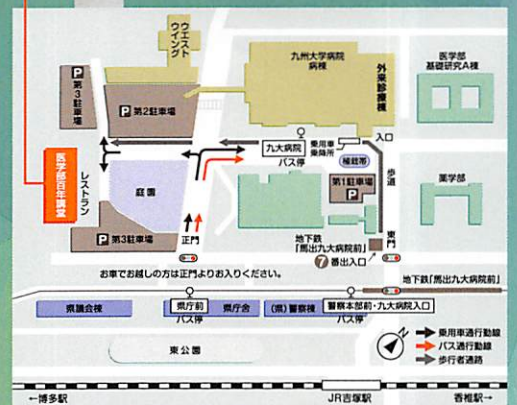 ウエスト
ウイング
九州大学病院
病棟
外来診療棟
医学部
基礎研究A棟
P 第3駐車場
P 第2駐車場
入口
九大病院
バス停
乗用車
乗降所
植栽帯
医学部百年講堂
レストラン
庭園
第1駐車場
P
歩道
薬学部
P 第3駐車場
正門
地下鉄
「馬出九大病院前」
7 番出入口
東門
お車でお越しの方は正門よりお入りください。
地下鉄「馬出九大病院前」
県議会棟
県庁前
バス停
県庁舎
(県)警察棟
警察本部前・九大病院入口
バス停
N
東公園
乗用車通行動線
バス通行動線
歩行者通路
←博多駅
JR吉塚駅
香椎駅→